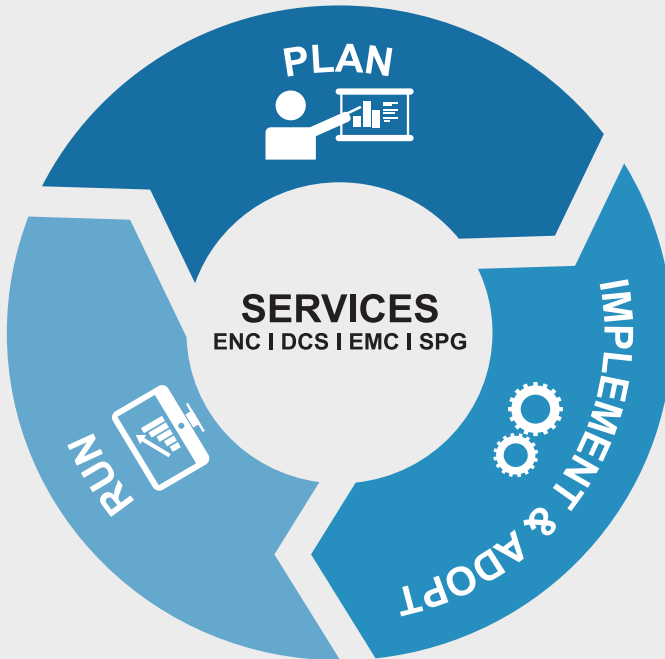 PLAN
SERVICES
ENC I DCS I EMC I SPG
IMPLEMENT & ADOPT
RUN